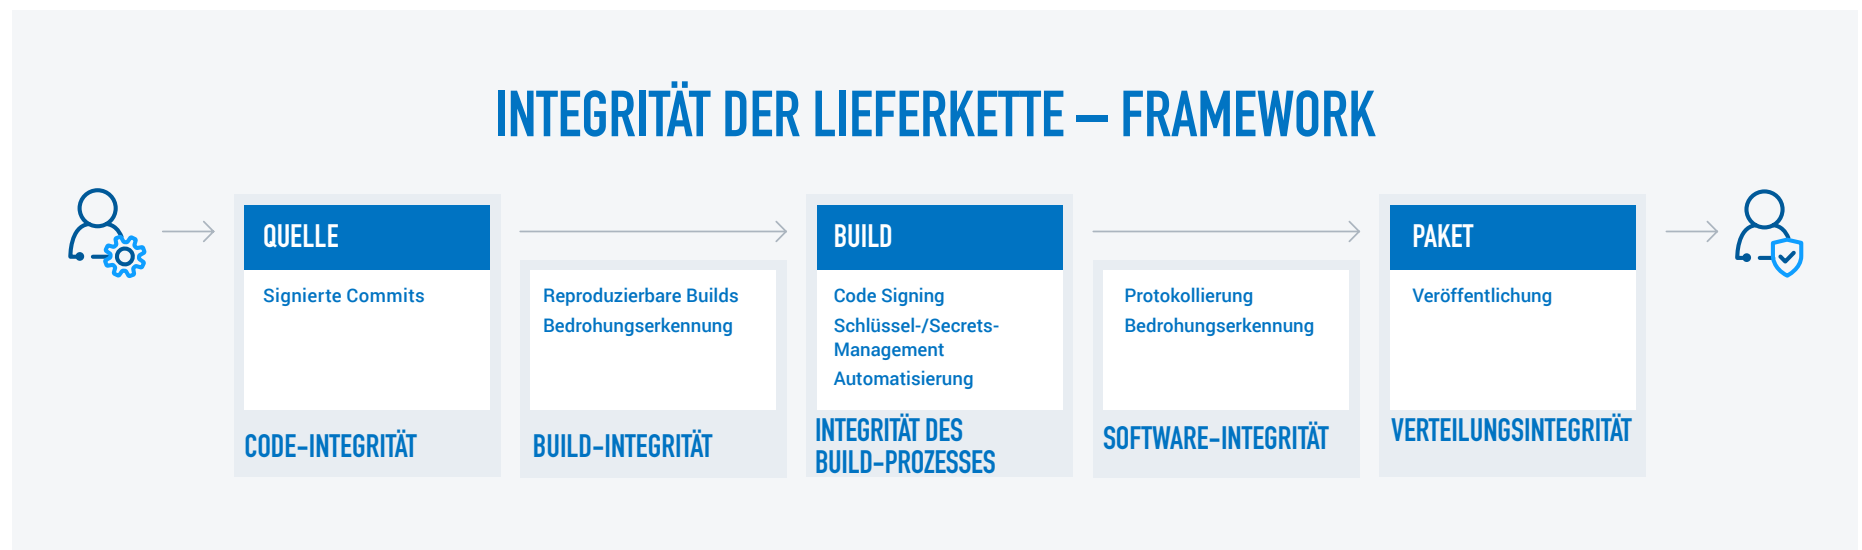 INTEGRITÄT DER LIEFERKETTE – FRAMEWORK
QUELLE
Signierte Commits
CODE-INTEGRITÄT
Reproduzierbare Builds
Bedrohungserkennung
BUILD-INTEGRITÄT
BUILD
Code Signing
Schlüssel-/Secrets-
Management
Automatisierung
INTEGRITÄT DES
BUILD-PROZESSES
Protokollierung
Bedrohungserkennung
SOFTWARE-INTEGRITÄT
PAKET
Veröffentlichung
VERTEILUNGSINTEGRITÄT